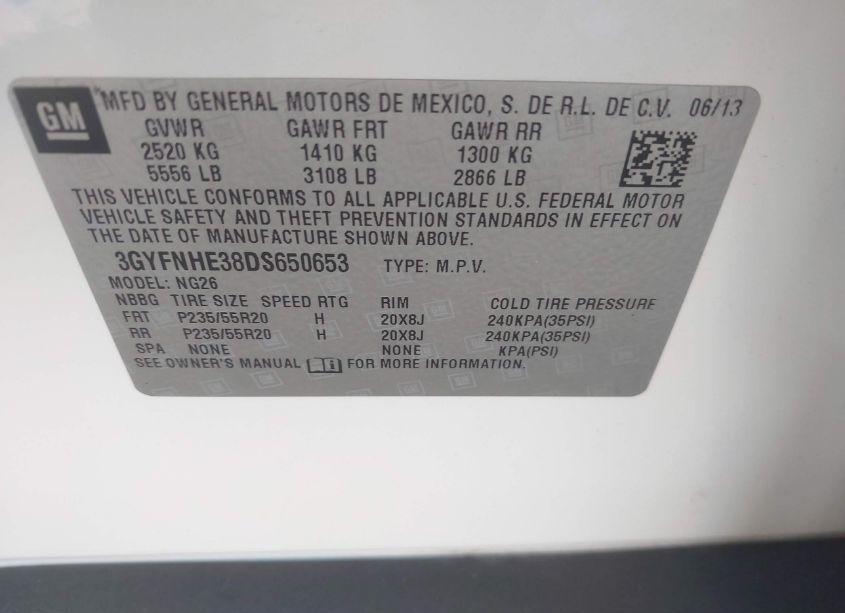 GM
MFD BY GENERAL MOTORS DE MEXICO, S. DE R.L. DE C.V. 06/13
GVWR GAWR FRT GAWR RR
2520 KG 1410 KG 1300 KG
5556 LB 3108 LB 2866 LB
THIS VEHICLE CONFORMS TO ALL APPLICABLE U.S. FEDERAL MOTOR
VEHICLE SAFETY AND THEFT PREVENTION STANDARDS IN EFFECT ON
THE DATE OF MANUFACTURE SHOWN ABOVE.
3GYFNHE38DS650653 TYPE: M.P.V.
MODEL: NG26
NBBG TIRE SIZE SPEED RTG RIM COLD TIRE PRESSURE
FRT P235/55R20 H 20X8J 240KPA(35PSI)
RR P235/55R20 H 20X8J 240KPA(35PSI)
SPA NONE NONE KPA(PSI)
SEE OWNER'S MANUAL FOR MORE INFORMATION.